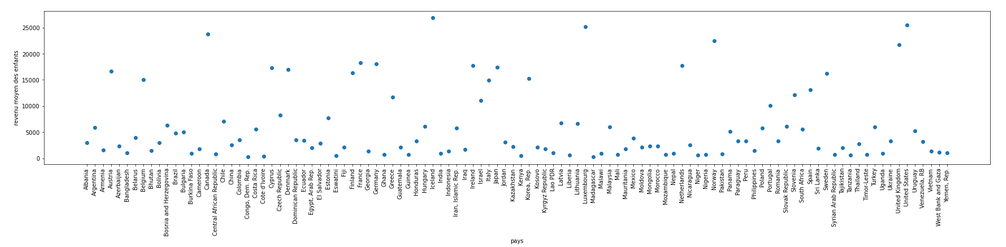 revenu moyen des enfants
25000
20000
15000
10000
5000
0
Albania
Argentina
Armenia
Austria
Azerbaijan
Bangladesh
Belarus
Belgium
Bhutan
Bolivia
Bosnia and Herzegovina
Brazil
Bulgaria
Burkina Faso
Cameroon
Canada
Central African Republic
Chile
China
Colombia
Congo, Dem. Rep.
Costa Rica
Cote d'Ivoire
Cyprus
Czech Republic
Denmark
Dominican Republic
Ecuador
Egypt, Arab Rep.
El Salvador
Estonia
Eswatini
Fiji
Finland
France
Georgia
Germany
Ghana
Greece
Guatemala
Guinea
Honduras
Hungary
Iceland
India
Indonesia
Iran, Islamic Rep.
Iraq
Ireland
Israel
Italy
Japan
Jordan
Kazakhstan
Kenya
Korea, Rep.
Kosovo
Kyrgyz Republic
Lao PDR
Latvia
Liberia
Lithuania
Luxembourg
Madagascar
Malawi
Malaysia
Mali
Mauritania
Mexico
Moldova
Mongolia
Morocco
Mozambique
Nepal
Netherlands
Nicaragua
Niger
Nigeria
Norway
Pakistan
Panama
Paraguay
Peru
Philippines
Poland
Portugal
Romania
Slovak Republic
Slovenia
South Africa
Spain
Sri Lanka
Sweden
Syrian Arab Republic
Tajikistan
Tanzania
Thailand
Timor-Leste
Turkey
Uganda
Ukraine
United Kingdom
United States
Uruguay
Venezuela, RB
Vietnam
West Bank and Gaza
Yemen, Rep.
pays